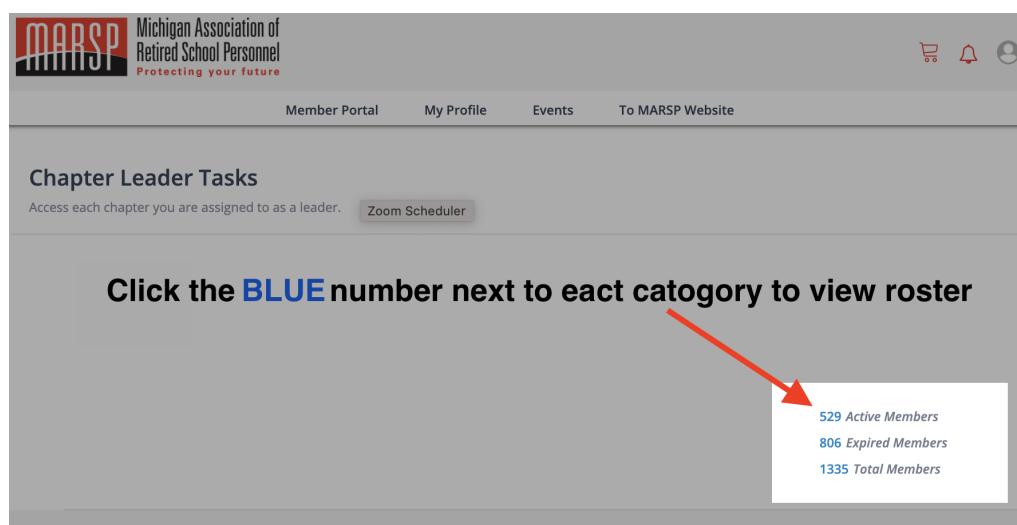 MARSP
Michigan Association of
Retired School Personnel
Protecting your future
Member Portal My Profile Events To MARSP Website
Chapter Leader Tasks
Access each chapter you are assigned to as a leader. Zoom Scheduler
Click the BLUE number next to eact catogory to view roster
529 Active Members
806 Expired Members
1335 Total Members